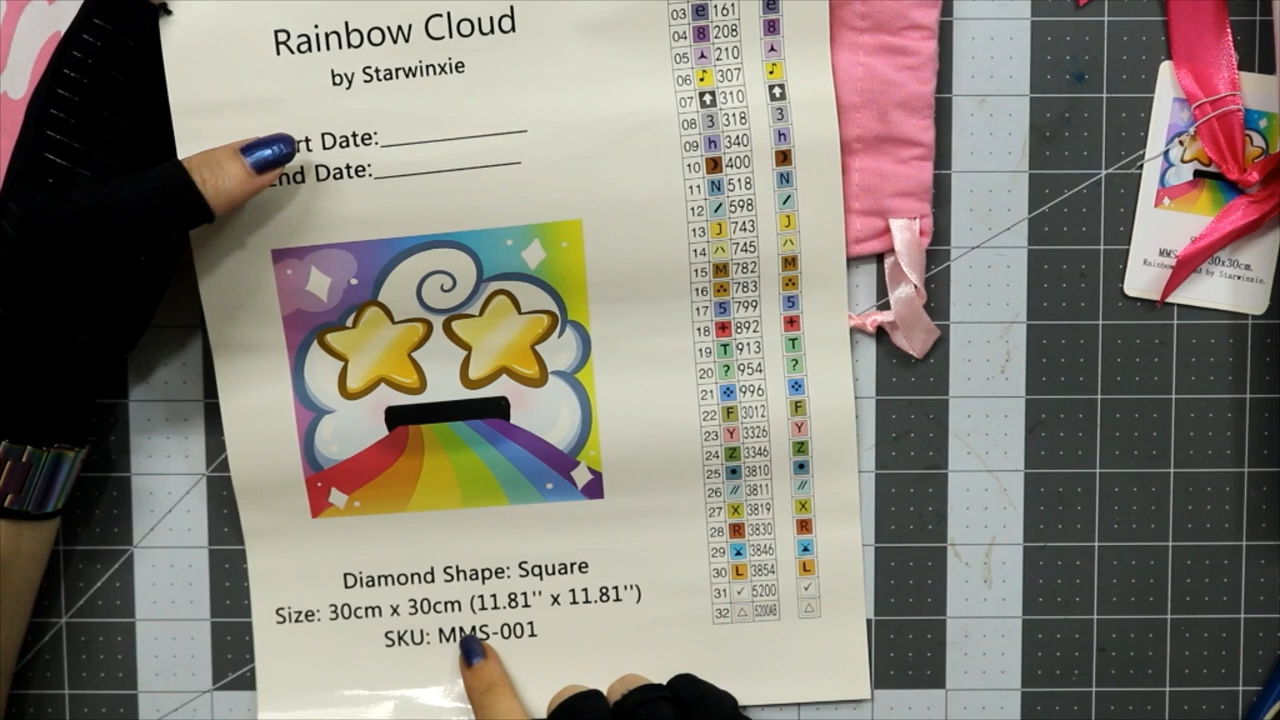 Rainbow Cloud
by Starwinxie
rt Date:
End Date:
Diamond Shape: Square
Size: 30cm x 30cm (11.81'' x 11.81'')
SKU: MMS-001
03 e 161 e
04 8 208 8
05 210
06 ♪ 307 ♪
07 310
08 3 318 3
09 h 340 h
10 400
11 N 518 N
12 / 598 /
13 J 743 J
14 745
15 M 782 M
16 783
17 5 799 5
18 + 892 +
19 T 913 T
20 ? 954 ?
21 996
22 F 3012 F
23 Y 3326 Y
24 Z 3346 Z
25 3810
26 // 3811 //
27 X 3819 X
28 R 3830 R
29 3846
30 L 3854 L
31 ✓ 5200 ✓
32 △ 5200AB △
MMS
30x30cm.
Rainbow by Starwinxie.